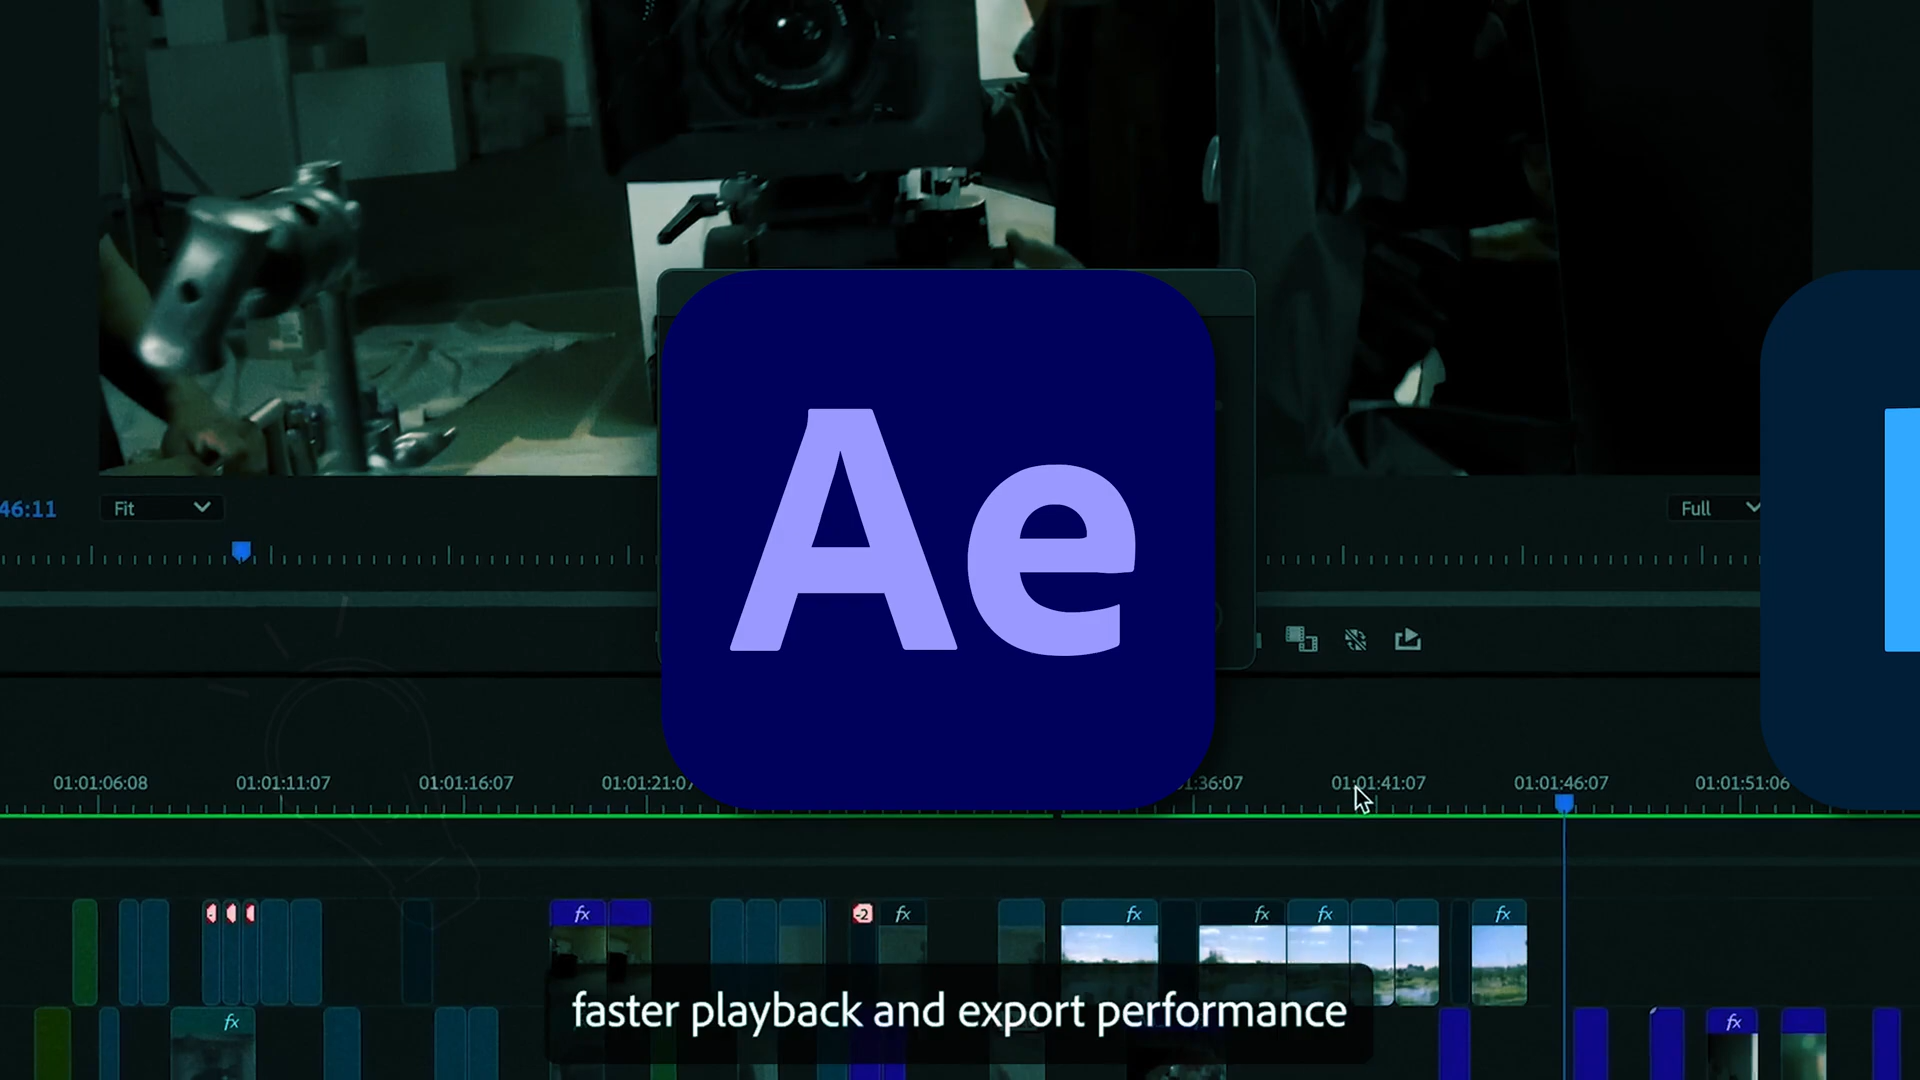 Ae
46:11
Fit
Full
01:01:06:08
01:01:11:07
01:01:16:07
01:01:21:07
:36:07
01:01:41:07
01:01:46:07
01:01:51:06
fx
-2
fx
fx
fx
fx
fx
fx
fx
faster playback and export performance